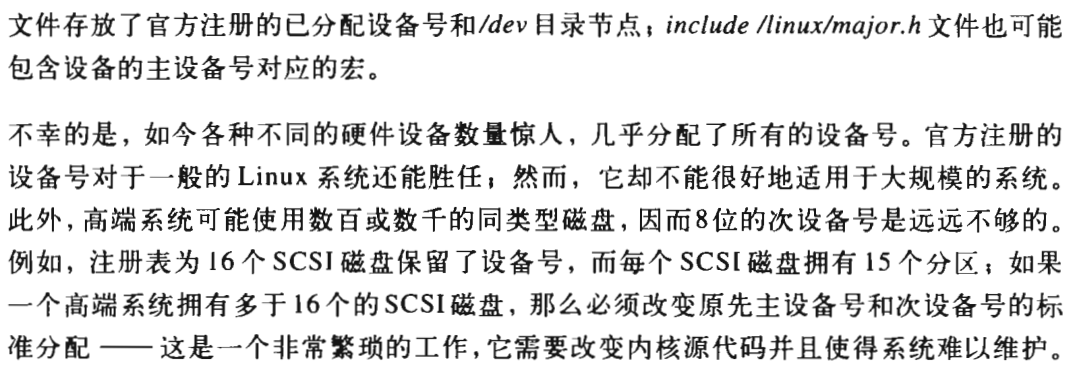 文件存放了官方注册的已分配设备号和/dev目录节点；include /linux/major.h文件也可能
包含设备的主设备号对应的宏。
不幸的是，如今各种不同的硬件设备数量惊人，几乎分配了所有的设备号。官方注册的
设备号对于一般的Linux 系统还能胜任；然而，它却不能很好地适用于大规模的系统。
此外，高端系统可能使用数百或数千的同类型磁盘，因而8位的次设备号是远远不够的。
例如，注册表为16个SCSI磁盘保留了设备号，而每个SCSI磁盘拥有15个分区；如果
一个高端系统拥有多于16个的SCSI磁盘，那么必须改变原先主设备号和次设备号的标
准分配 —— 这是一个非常繁琐的工作，它需要改变内核源代码并且使得系统难以维护。